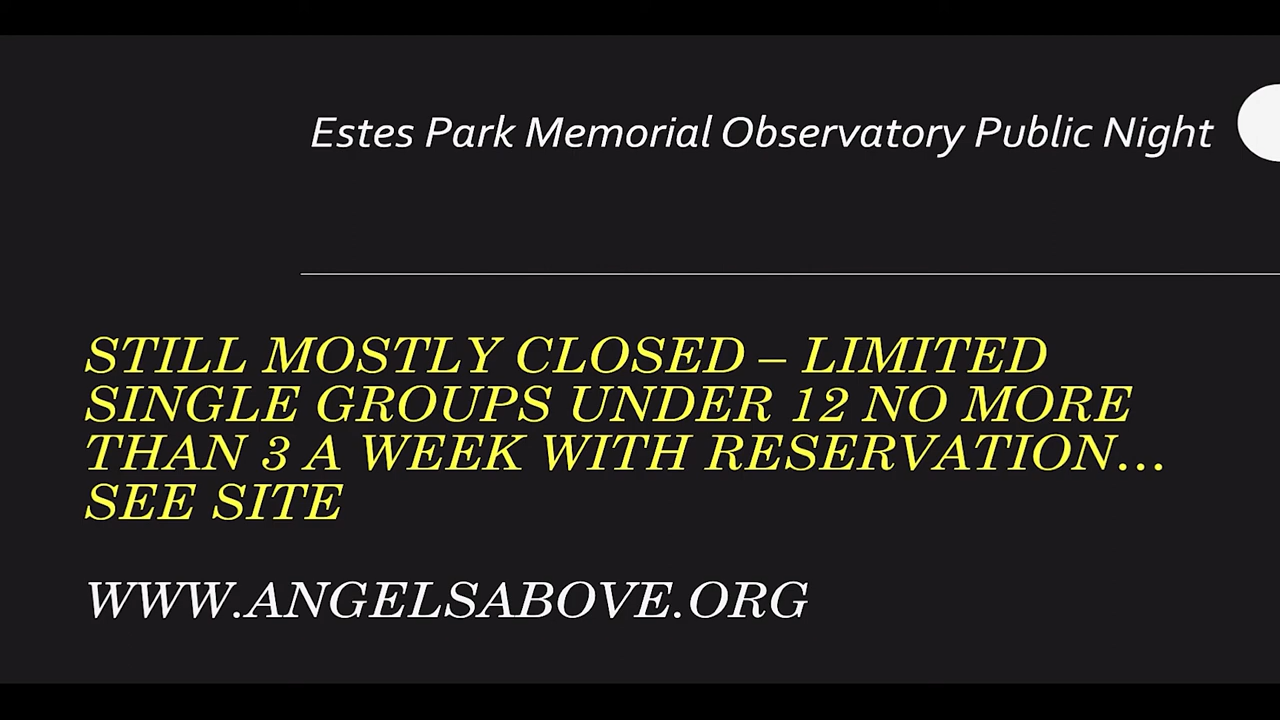 Estes Park Memorial Observatory Public Night
STILL MOSTLY CLOSED – LIMITED
SINGLE GROUPS UNDER 12 NO MORE
THAN 3 A WEEK WITH RESERVATION...
SEE SITE
WWW.ANGELSABOVE.ORG